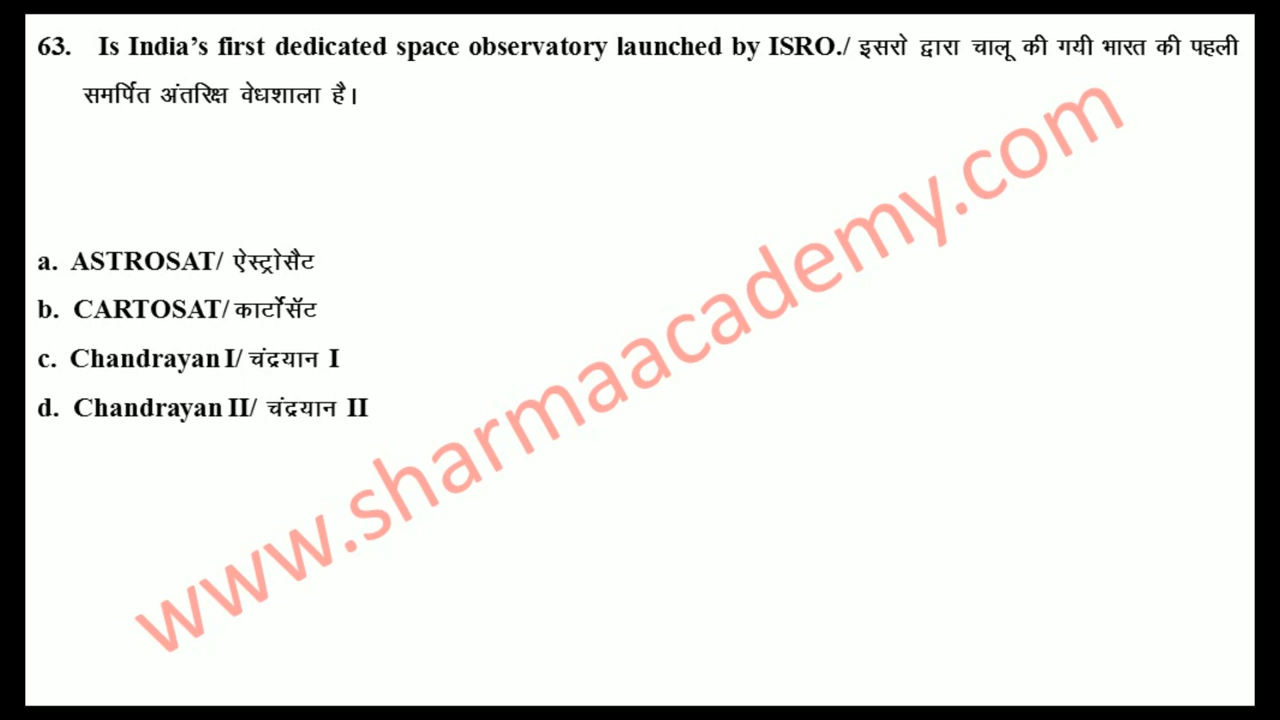 63. Is India’s first dedicated space observatory launched by ISRO./ इसरो द्वारा चालू की गयी भारत की पहली
समर्पित अंतरिक्ष वेधशाला है।
a. ASTROSAT/ ऐस्ट्रोसैट
b. CARTOSAT/ कार्टोसॅट
c. Chandrayan I/ चंद्रयान I
d. Chandrayan II/ चंद्रयान II
www.sharmaacademy.com